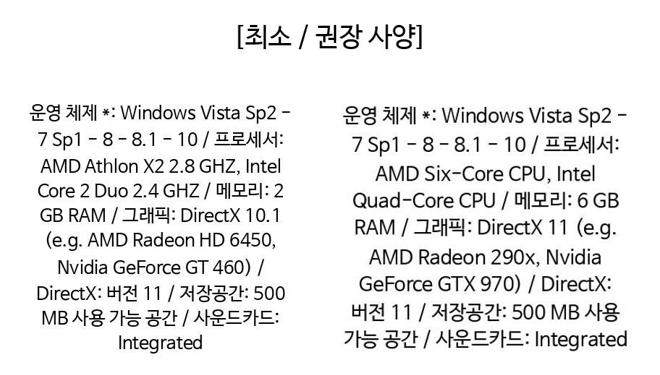 [최소 / 권장 사양]
운영 체제 *: Windows Vista Sp2 –
7 Sp1 – 8 – 8.1 – 10 / 프로세서:
AMD Athlon X2 2.8 GHZ, Intel
Core 2 Duo 2.4 GHZ / 메모리: 2
GB RAM / 그래픽: DirectX 10.1
(e.g. AMD Radeon HD 6450,
Nvidia GeForce GT 460) /
DirectX: 버전 11 / 저장공간: 500
MB 사용 가능 공간 / 사운드카드:
Integrated
운영 체제 *: Windows Vista Sp2 –
7 Sp1 – 8 – 8.1 – 10 / 프로세서:
AMD Six-Core CPU, Intel
Quad-Core CPU / 메모리: 6 GB
RAM / 그래픽: DirectX 11 (e.g.
AMD Radeon 290x, Nvidia
GeForce GTX 970) / DirectX:
버전 11 / 저장공간: 500 MB 사용
가능 공간 / 사운드카드: Integrated